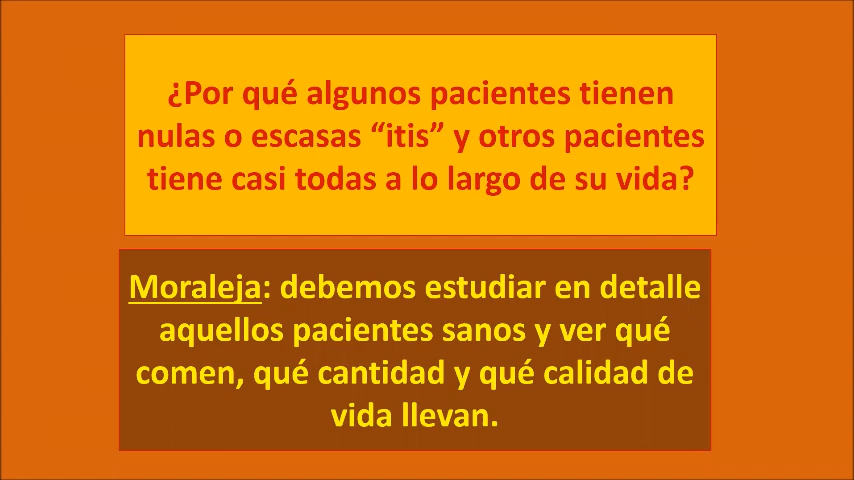 ¿Por qué algunos pacientes tienen
nulas o escasas “itis” y otros pacientes
tiene casi todas a lo largo de su vida?
Moraleja: debemos estudiar en detalle
aquellos pacientes sanos y ver qué
comen, qué cantidad y qué calidad de
vida llevan.